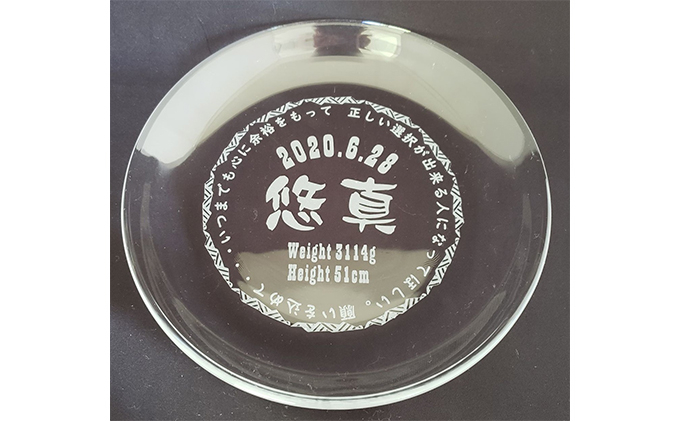 いつまでも心に余裕をもって 正しい選択が出来る人になってほしい。願いを込めて・・・
2020.6.28
悠真
Weight 3114g
Height 51cm